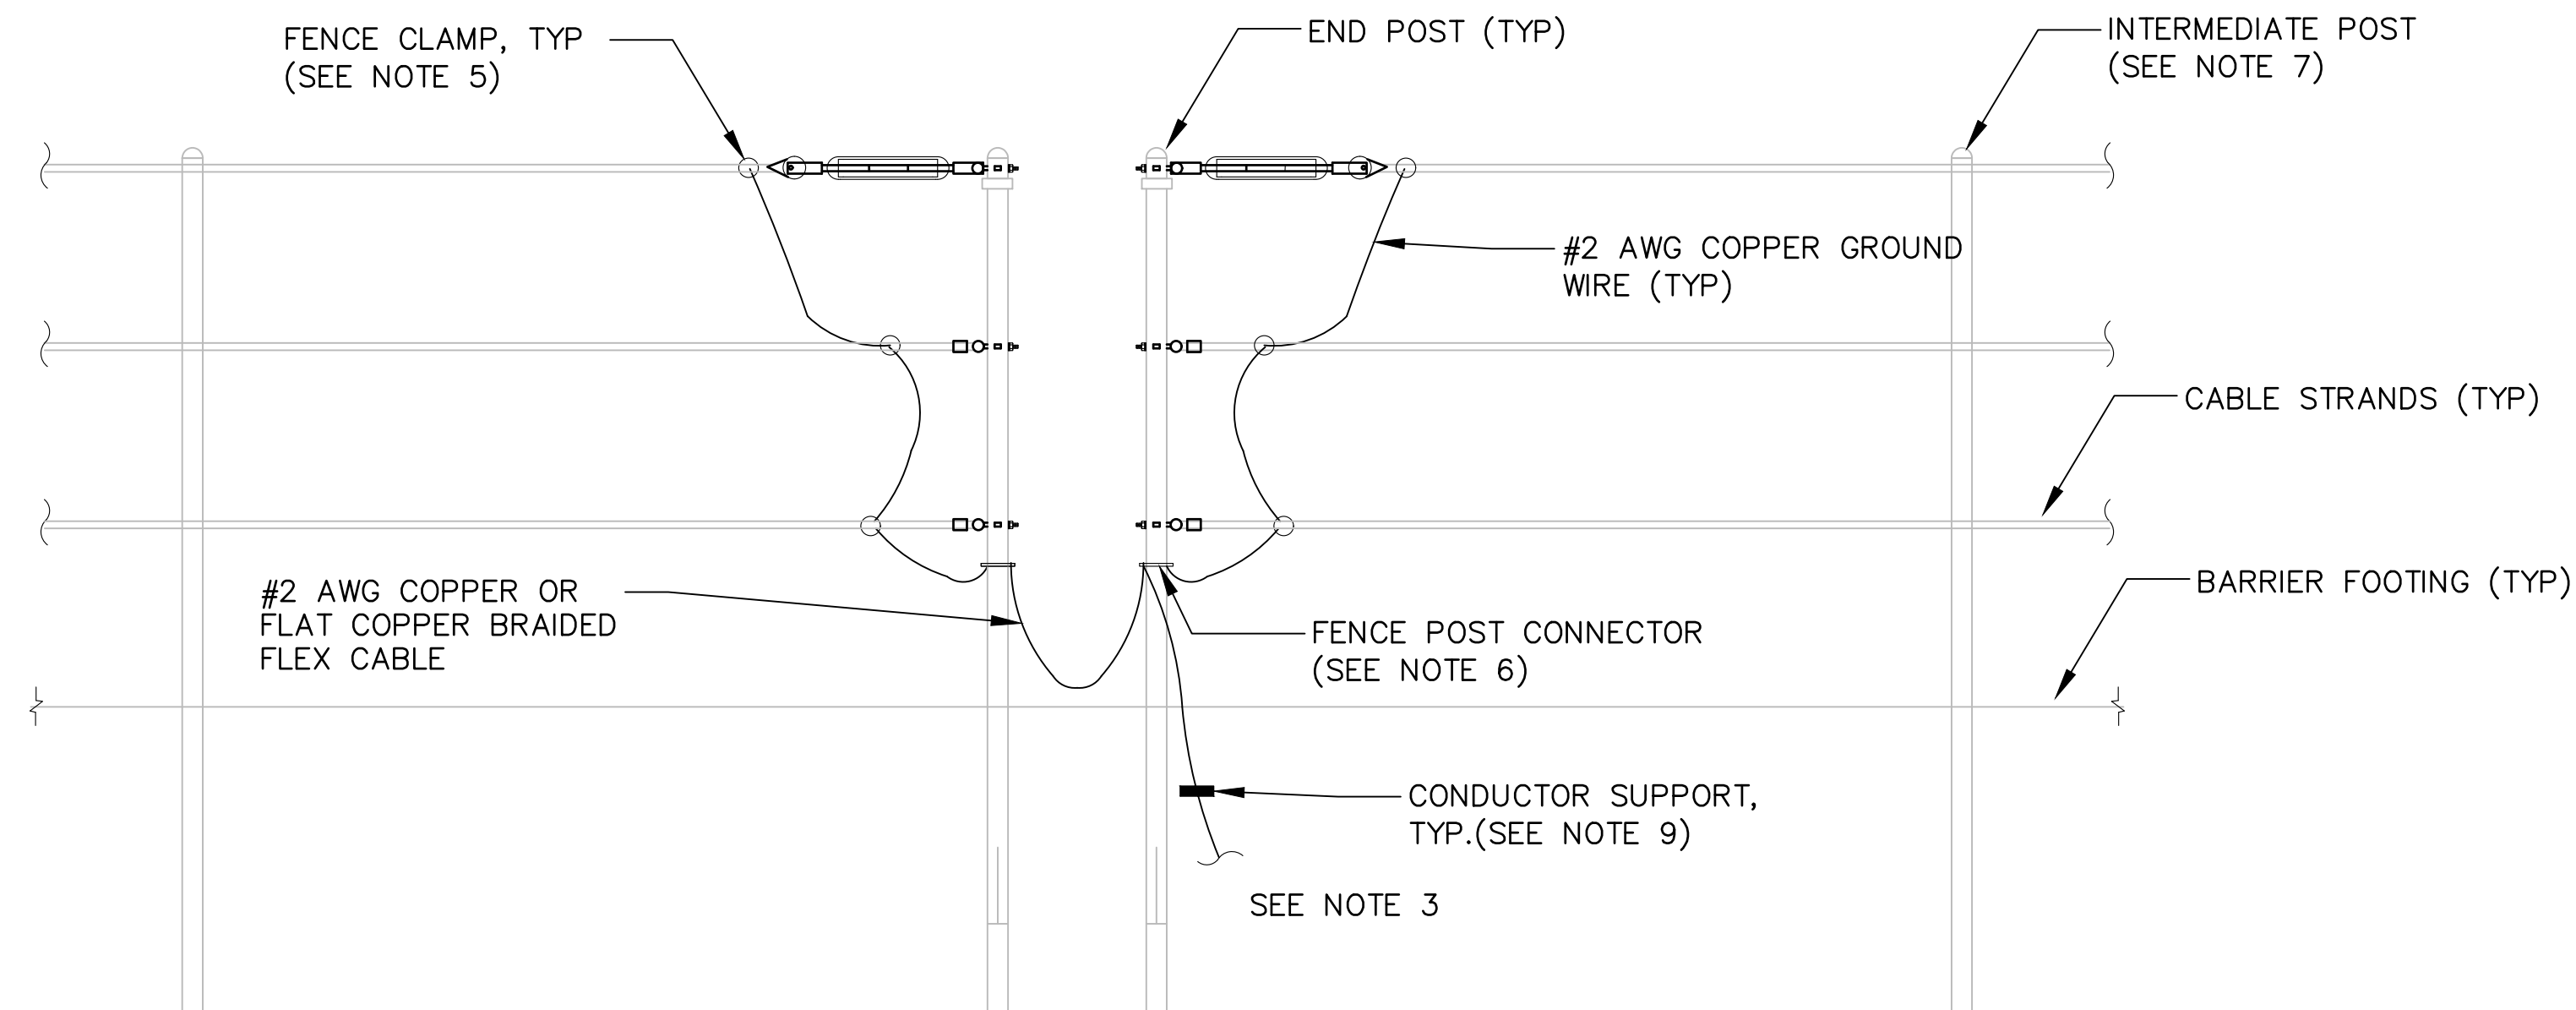 FENCE CLAMP, TYP
(SEE NOTE 5)
END POST (TYP)
INTERMEDIATE POST
(SEE NOTE 7)
#2 AWG COPPER GROUND
WIRE (TYP)
CABLE STRANDS (TYP)
#2 AWG COPPER OR
FLAT COPPER BRAIDED
FLEX CABLE
BARRIER FOOTING (TYP)
FENCE POST CONNECTOR
(SEE NOTE 6)
CONDUCTOR SUPPORT,
TYP.(SEE NOTE 9)
SEE NOTE 3